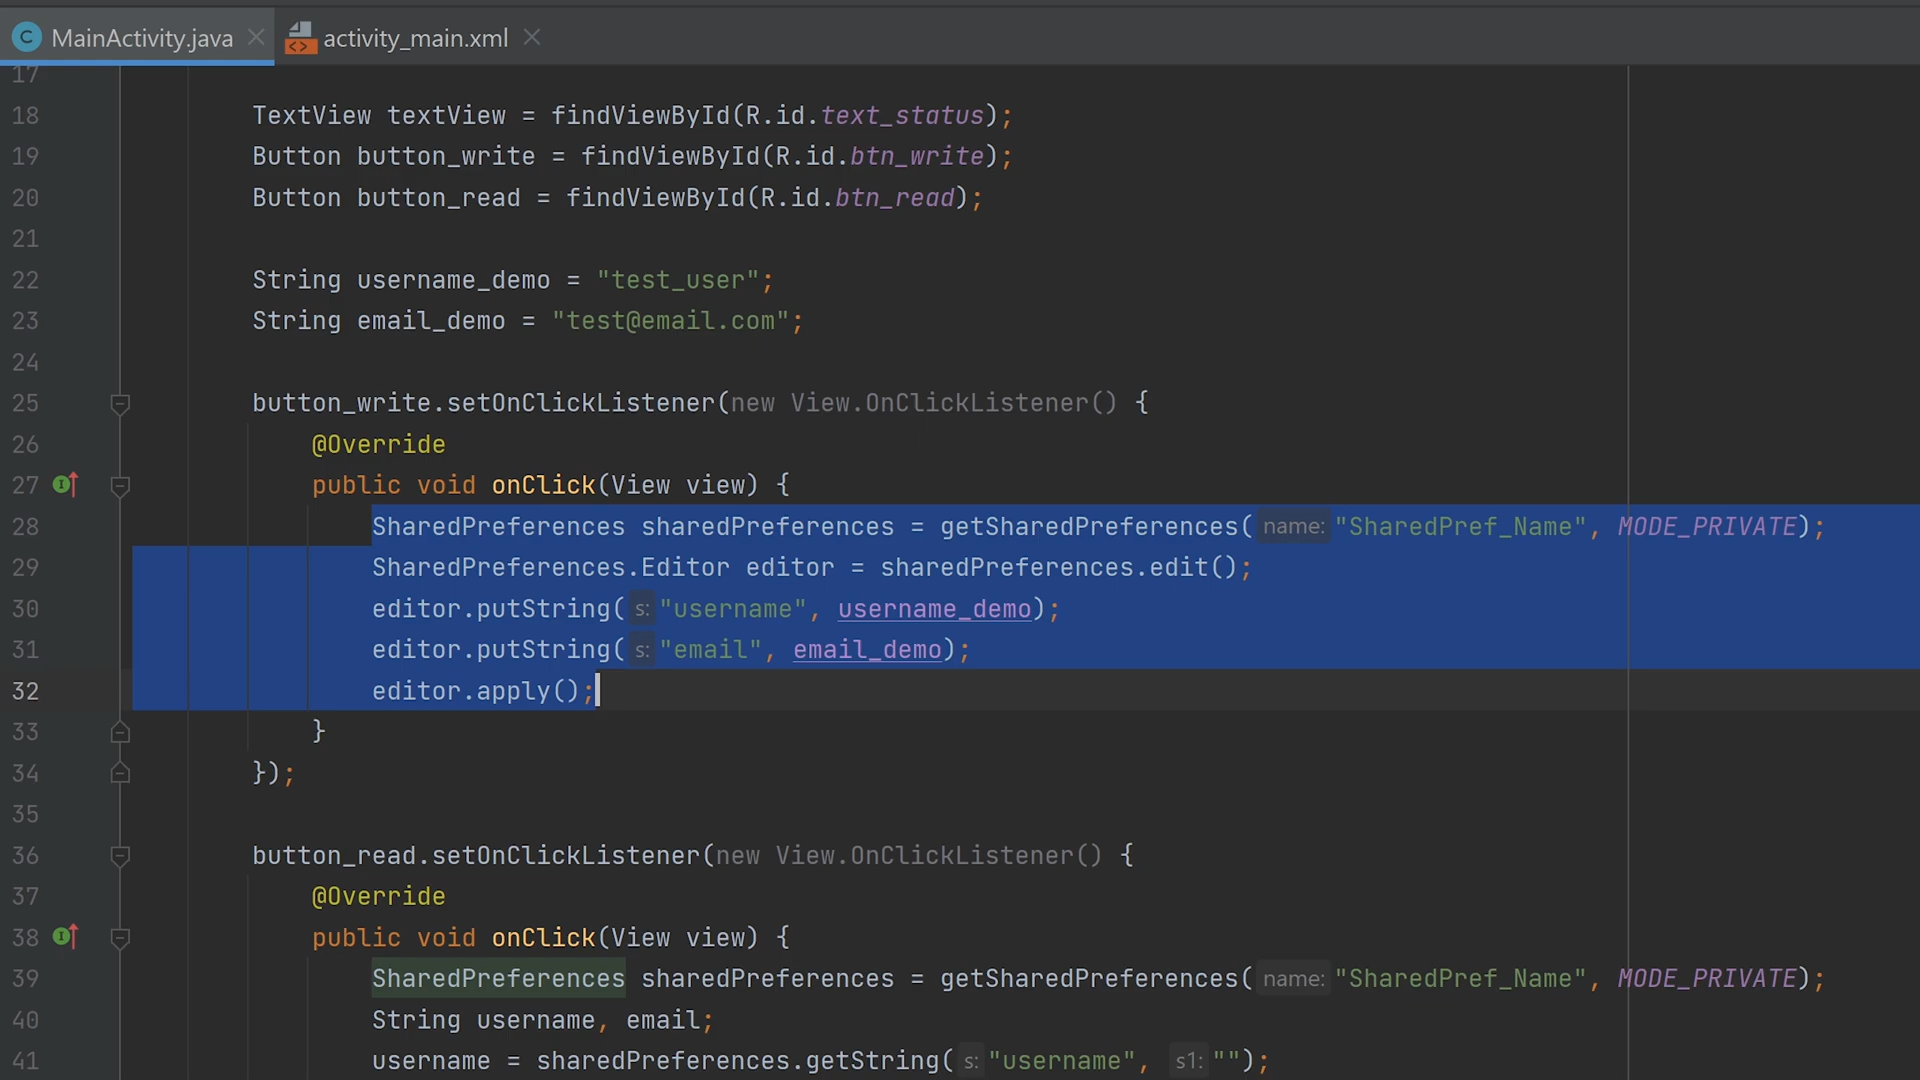 MainActivity.java
activity_main.xml
17
18 TextView textView = findViewById(R.id.text_status);
19 Button button_write = findViewById(R.id.btn_write);
20 Button button_read = findViewById(R.id.btn_read);
21
22 String username_demo = "test_user";
23 String email_demo = "test@email.com";
24
25 button_write.setOnClickListener(new View.OnClickListener() {
26 @Override
27 public void onClick(View view) {
28 SharedPreferences sharedPreferences = getSharedPreferences( name: "SharedPref_Name", MODE_PRIVATE);
29 SharedPreferences.Editor editor = sharedPreferences.edit();
30 editor.putString( s: "username", username_demo);
31 editor.putString( s: "email", email_demo);
32 editor.apply();
33 }
34 });
35
36 button_read.setOnClickListener(new View.OnClickListener() {
37 @Override
38 public void onClick(View view) {
39 SharedPreferences sharedPreferences = getSharedPreferences( name: "SharedPref_Name", MODE_PRIVATE);
40 String username, email;
41 username = sharedPreferences.getString( s: "username", s1: "");